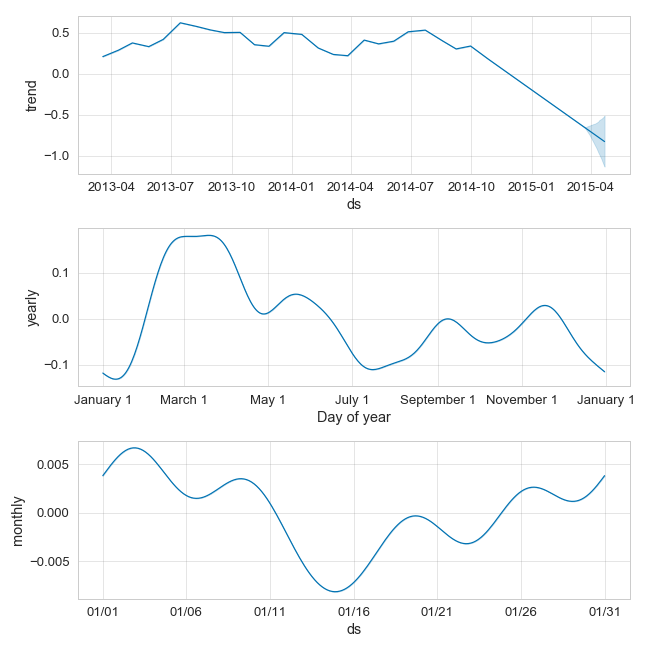 trend
0.5
0.0
−0.5
−1.0
2013-04 2013-07 2013-10 2014-01 2014-04 2014-07 2014-10 2015-01 2015-04
ds
yearly
0.1
0.0
−0.1
January 1 March 1 May 1 July 1 September 1 November 1 January 1
Day of year
monthly
0.005
0.000
−0.005
01/01 01/06 01/11 01/16 01/21 01/26 01/31
ds